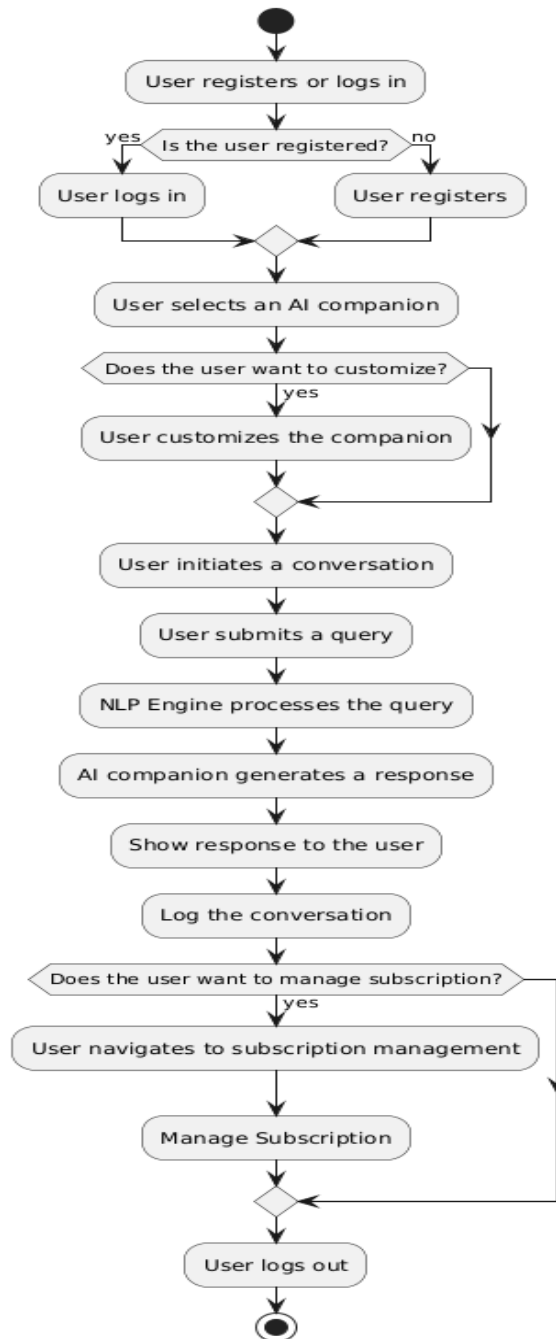 User registers or logs in
yes
Is the user registered?
no
User logs in
User registers
User selects an AI companion
Does the user want to customize?
yes
User customizes the companion
User initiates a conversation
User submits a query
NLP Engine processes the query
AI companion generates a response
Show response to the user
Log the conversation
Does the user want to manage subscription?
yes
User navigates to subscription management
Manage Subscription
User logs out